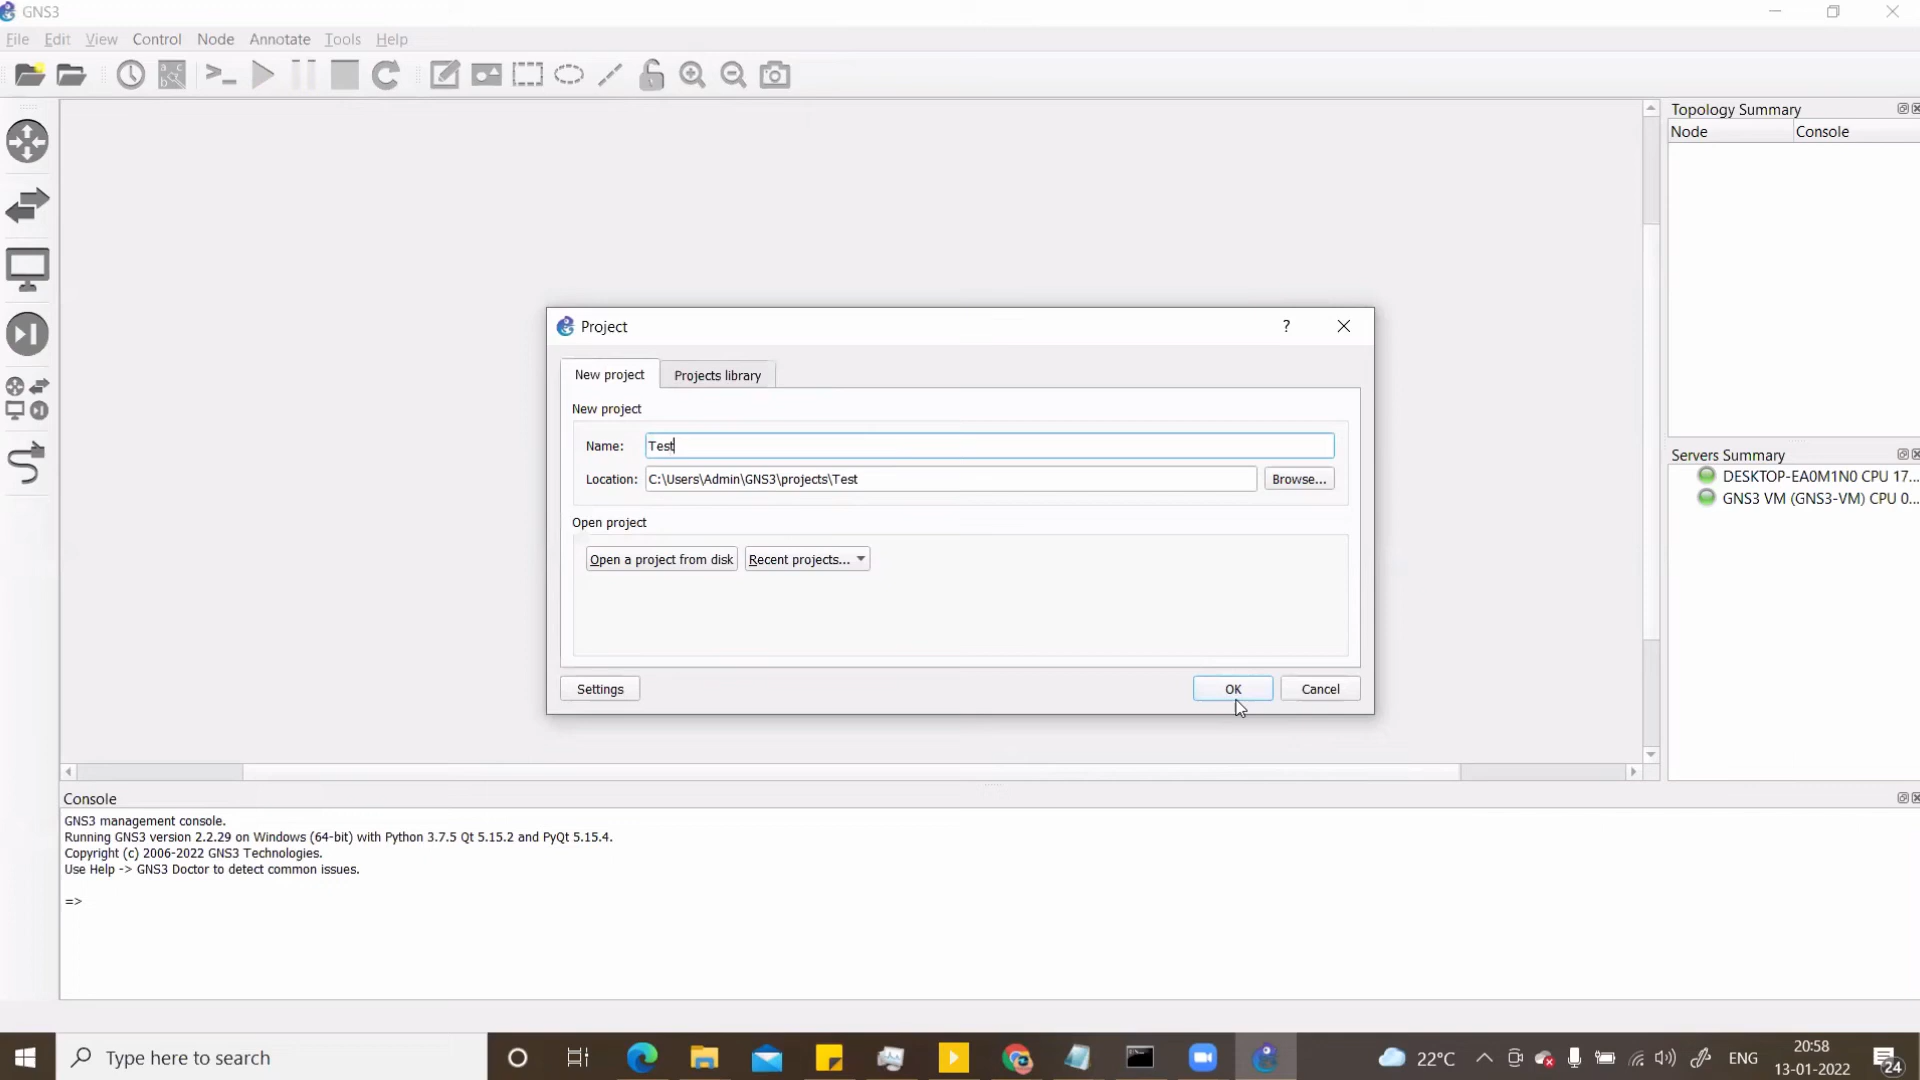 GNS3
File Edit View Control Node Annotate Tools Help
Topology Summary
Node Console
Project
?
New project Projects library
New project
Name: Test
Location: C:\Users\Admin\GNS3\projects\Test Browse...
Open project
Open a project from disk Recent projects...
Settings OK Cancel
Servers Summary
DESKTOP-EA0M1N0 CPU 17...
GNS3 VM (GNS3-VM) CPU 0...
Console
GNS3 management console.
Running GNS3 version 2.2.29 on Windows (64-bit) with Python 3.7.5 Qt 5.15.2 and PyQt 5.15.4.
Copyright (c) 2006-2022 GNS3 Technologies.
Use Help -> GNS3 Doctor to detect common issues.
=>
Type here to search
22°C
ENG
20:58
13-01-2022
24